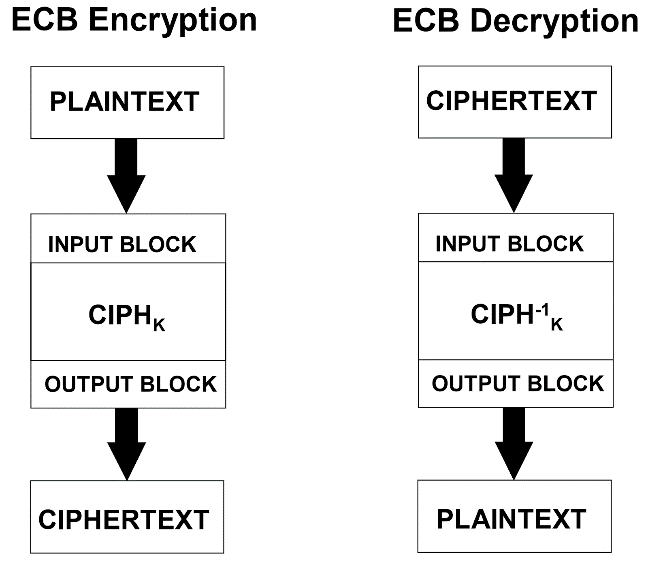 ECB Encryption
PLAINTEXT
INPUT BLOCK
CIPHK
OUTPUT BLOCK
CIPHERTEXT
ECB Decryption
CIPHERTEXT
INPUT BLOCK
CIPH-1K
OUTPUT BLOCK
PLAINTEXT